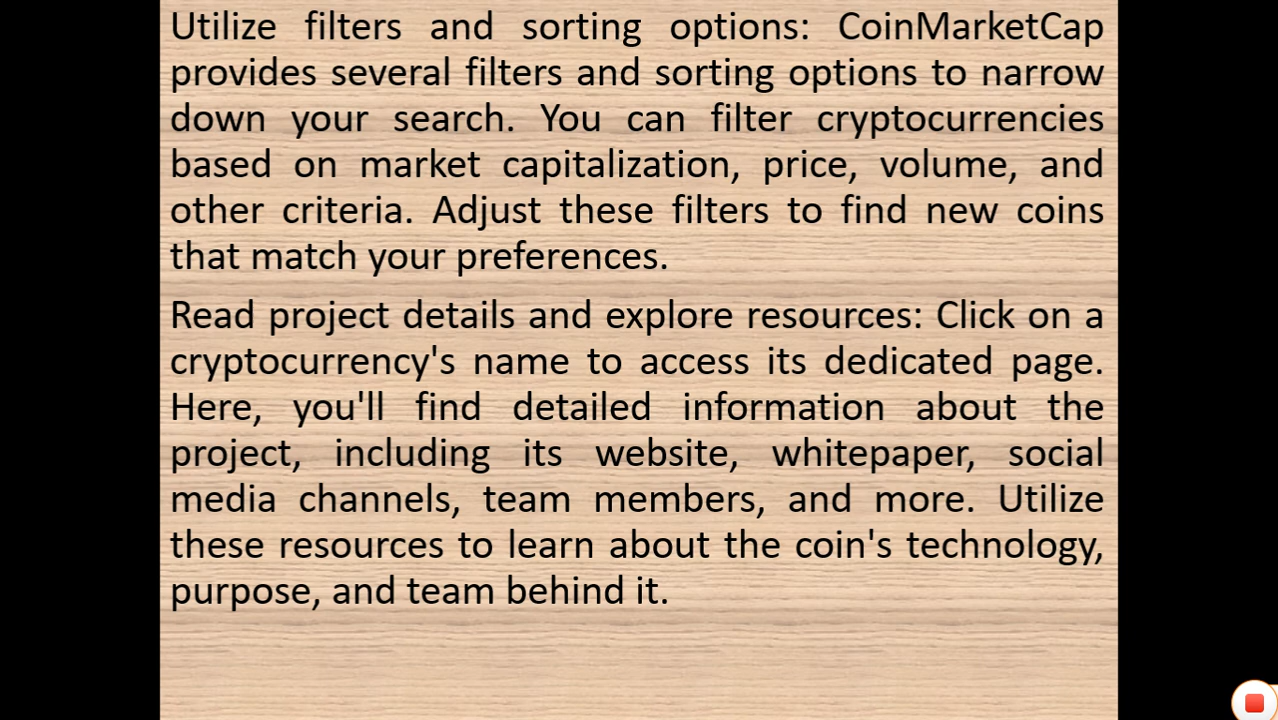 Utilize filters and sorting options: CoinMarketCap
provides several filters and sorting options to narrow
down your search. You can filter cryptocurrencies
based on market capitalization, price, volume, and
other criteria. Adjust these filters to find new coins
that match your preferences.
Read project details and explore resources: Click on a
cryptocurrency's name to access its dedicated page.
Here, you'll find detailed information about the
project, including its website, whitepaper, social
media channels, team members, and more. Utilize
these resources to learn about the coin's technology,
purpose, and team behind it.